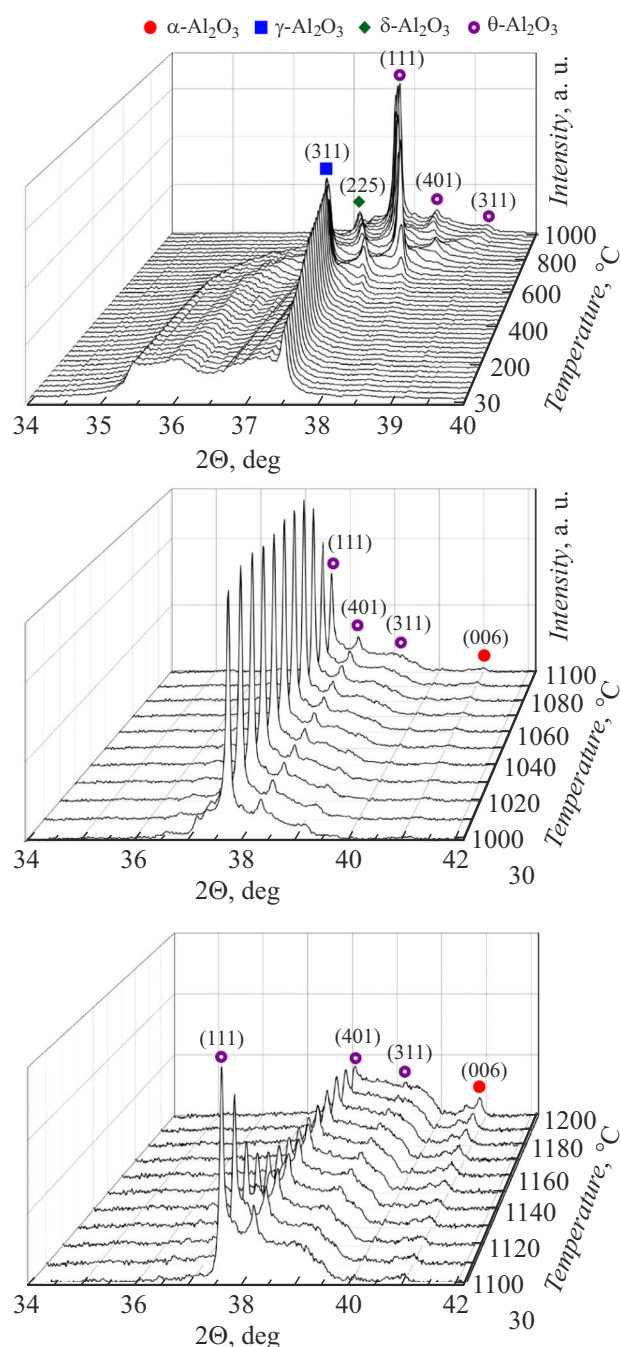 α-Al2O3 γ-Al2O3 δ-Al2O3 θ-Al2O3
(111)
(311)
(225)
(401)
(311)
Intensity, a. u.
1000
800
600
400
200
30
Temperature, °C
34 35 36 37 38 39 40
2Θ, deg
(111)
(401)
(311)
(006)
Intensity, a. u.
1100
1080
1060
1040
1020
1000
30
Temperature, °C
34 38 40 42
2Θ, deg
(111)
(401)
(311)
(006)
1200
1180
1160
1140
1120
1100
30
Temperature, °C
34 38 40 42
2Θ, deg